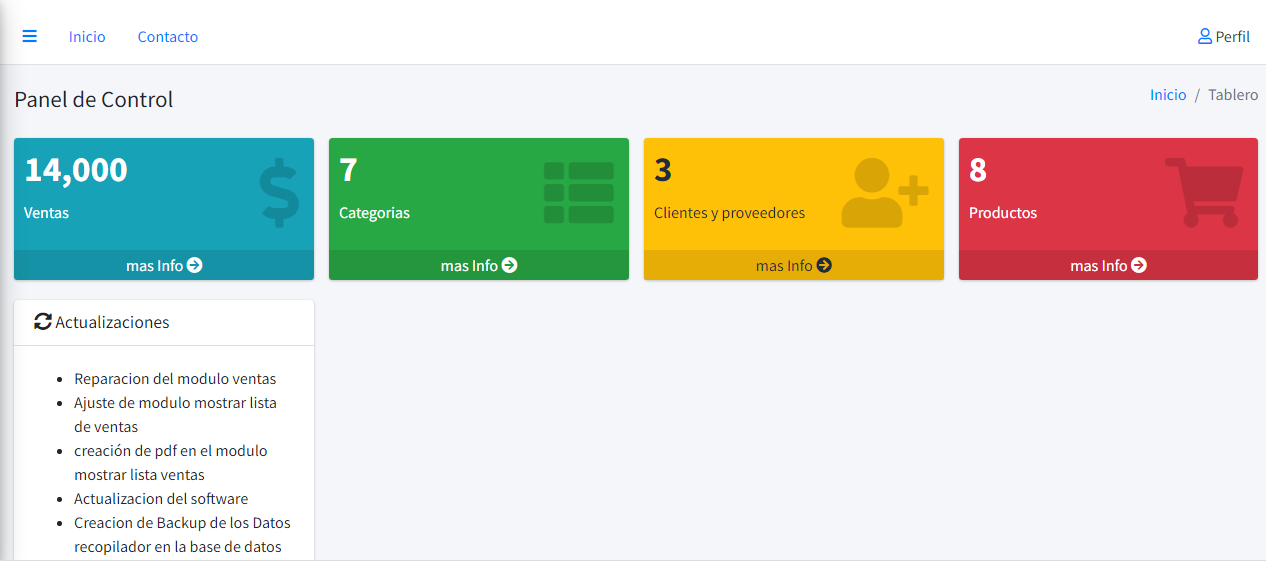 Inicio Contacto Perfil
Panel de Control
Inicio / Tablero
14,000
Ventas
mas Info
7
Categorias
mas Info
3
Clientes y proveedores
mas Info
8
Productos
mas Info
Actualizaciones
Reparacion del modulo ventas
Ajuste de modulo mostrar lista
de ventas
creación de pdf en el modulo
mostrar lista ventas
Actualizacion del software
Creacion de Backup de los Datos
recopilador en la base de datos